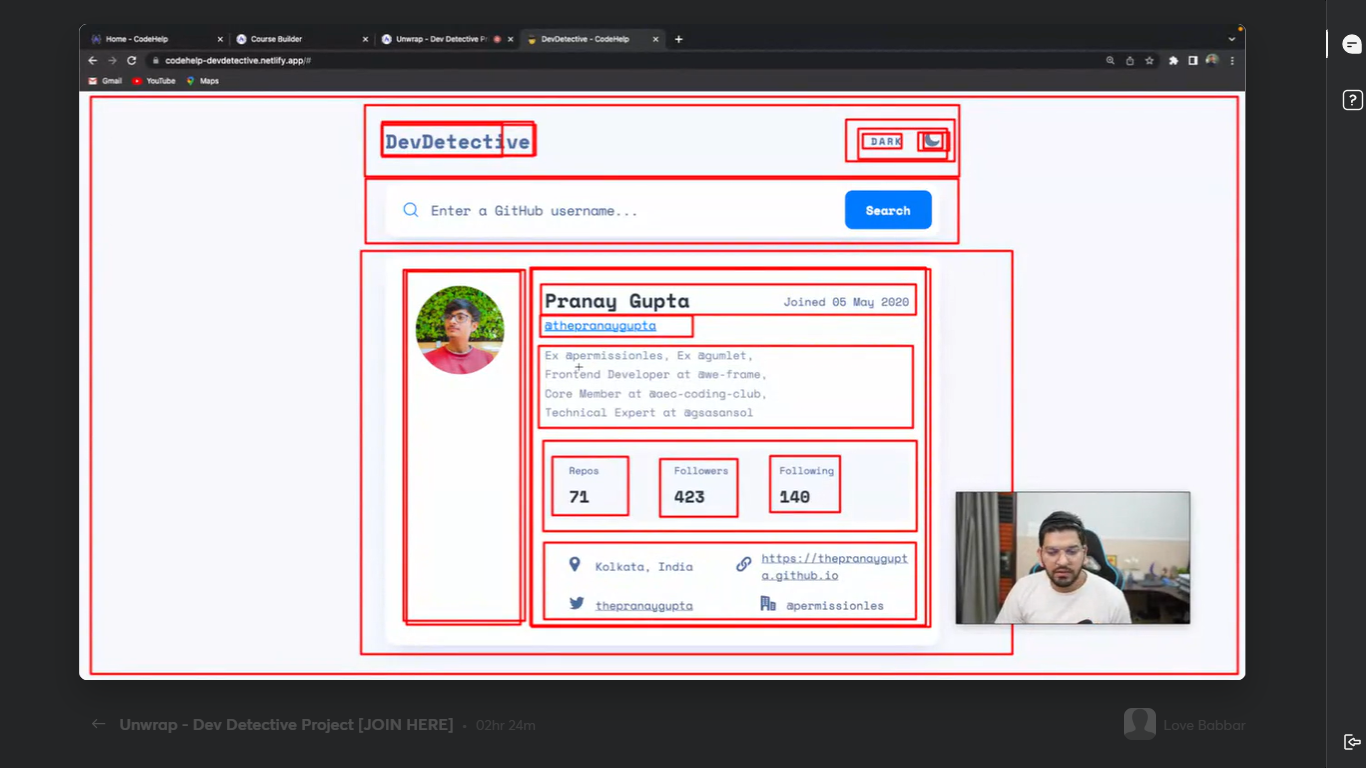 Home - CodeHelp
Course Builder
Unwrap - Dev Detective Pr
DevDetective - CodeHelp
codehelp-devdetective.netlify.app/#
Gmail
YouTube
Maps
DevDetective
DARK
Enter a GitHub username...
Search
Pranay Gupta
Joined 05 May 2020
@thepranaygupta
Ex @permissionles, Ex @gumlet,
Frontend Developer at @we-frame,
Core Member at @aec-coding-club,
Technical Expert at @gsasansol
Repos
Followers
Following
71
423
140
Kolkata, India
https://thepranaygupt
a.github.io
thepranaygupta
@permissionles
Unwrap - Dev Detective Project [JOIN HERE] • 02hr 24m
Love Babbar